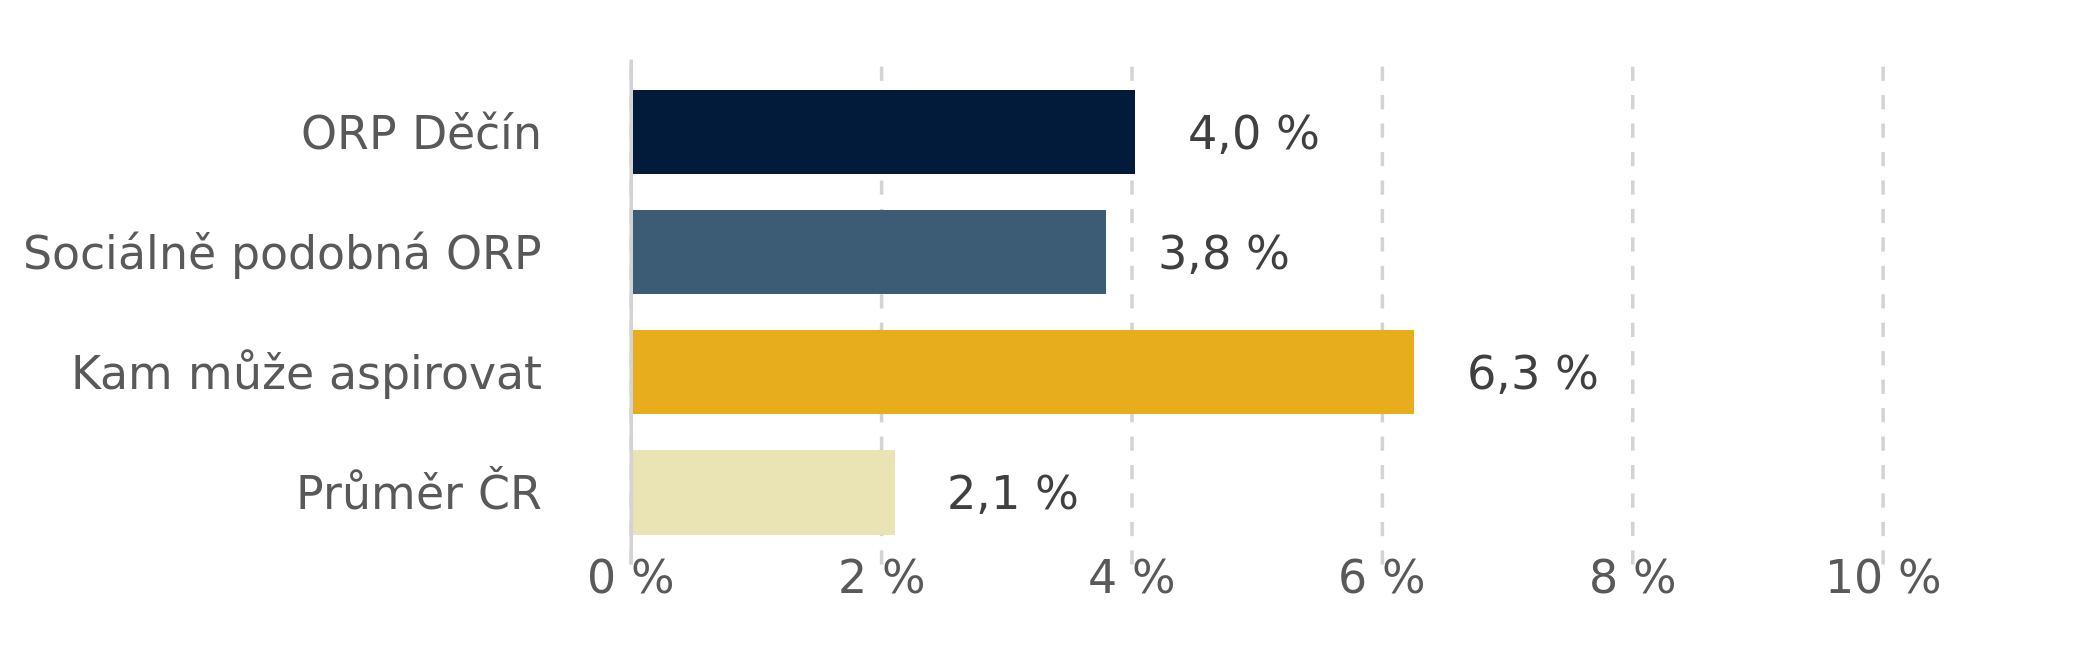 ORP Děčín 4,0 %
Sociálně podobná ORP 3,8 %
Kam může aspirovat 6,3 %
Průměr ČR 2,1 %
0 % 2 % 4 % 6 % 8 % 10 %